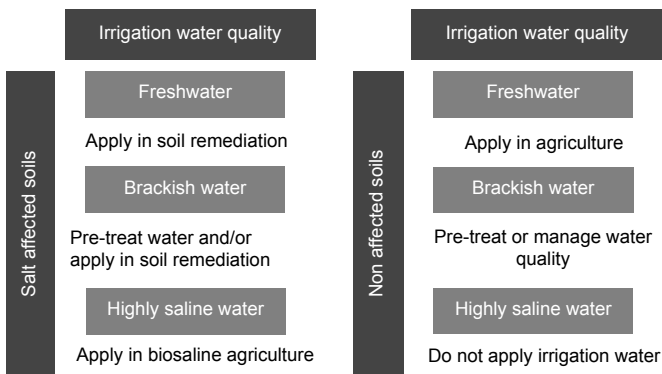 Irrigation water quality
Salt affected soils
Freshwater
Apply in soil remediation
Brackish water
Pre-treat water and/or
apply in soil remediation
Highly saline water
Apply in biosaline agriculture
Irrigation water quality
Non affected soils
Freshwater
Apply in agriculture
Brackish water
Pre-treat or manage water
quality
Highly saline water
Do not apply irrigation water